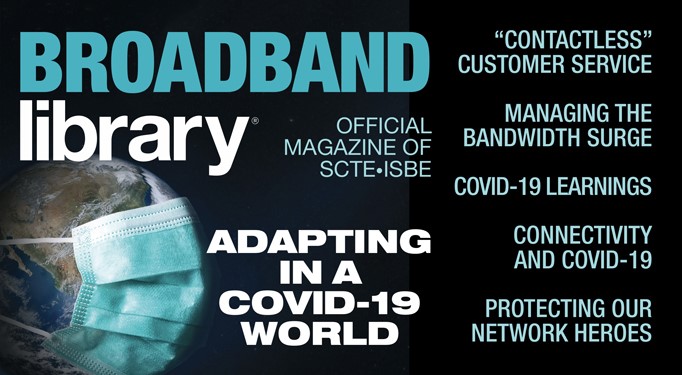 BROADBAND
library®
OFFICIAL
MAGAZINE OF
SCTE•ISBE
ADAPTING
IN A
COVID-19
WORLD
“CONTACTLESS”
CUSTOMER SERVICE
MANAGING THE
BANDWIDTH SURGE
COVID-19 LEARNINGS
CONNECTIVITY
AND COVID-19
PROTECTING OUR
NETWORK HEROES